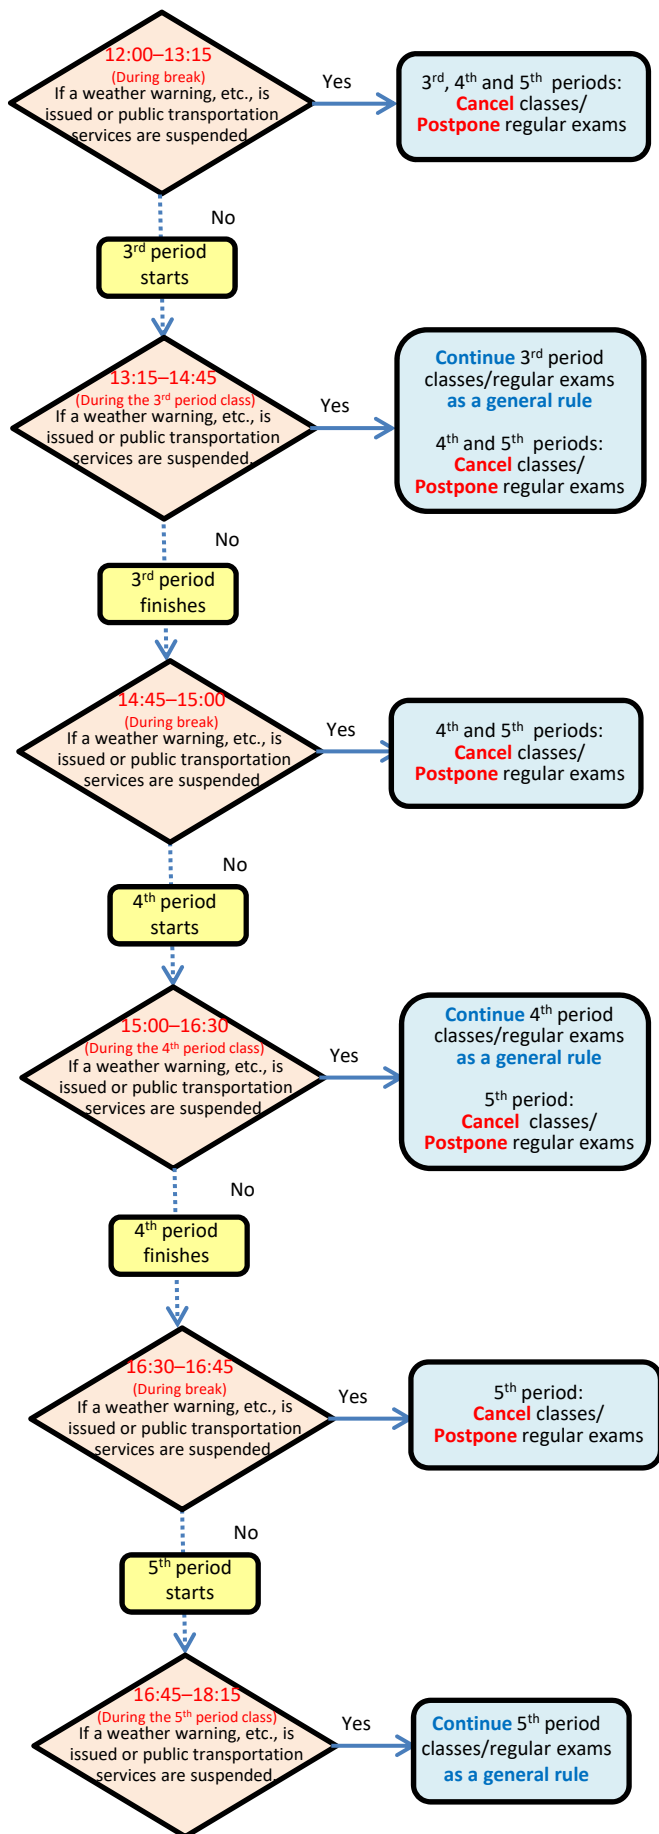 12:00–13:15
(During break)
If a weather warning, etc., is
issued or public transportation
services are suspended.
Yes
3rd, 4th and 5th periods:
Cancel classes/
Postpone regular exams
No
3rd period
starts
13:15–14:45
(During the 3rd period class)
If a weather warning, etc., is
issued or public transportation
services are suspended.
Yes
Continue 3rd period
classes/regular exams
as a general rule
4th and 5th periods:
Cancel classes/
Postpone regular exams
No
3rd period
finishes
14:45–15:00
(During break)
If a weather warning, etc., is
issued or public transportation
services are suspended.
Yes
4th and 5th periods:
Cancel classes/
Postpone regular exams
No
4th period
starts
15:00–16:30
(During the 4th period class)
If a weather warning, etc., is
issued or public transportation
services are suspended.
Yes
Continue 4th period
classes/regular exams
as a general rule
5th period:
Cancel classes/
Postpone regular exams
No
4th period
finishes
16:30–16:45
(During break)
If a weather warning, etc., is
issued or public transportation
services are suspended.
Yes
5th period:
Cancel classes/
Postpone regular exams
No
5th period
starts
16:45–18:15
(During the 5th period class)
If a weather warning, etc., is
issued or public transportation
services are suspended.
Yes
Continue 5th period
classes/regular exams
as a general rule